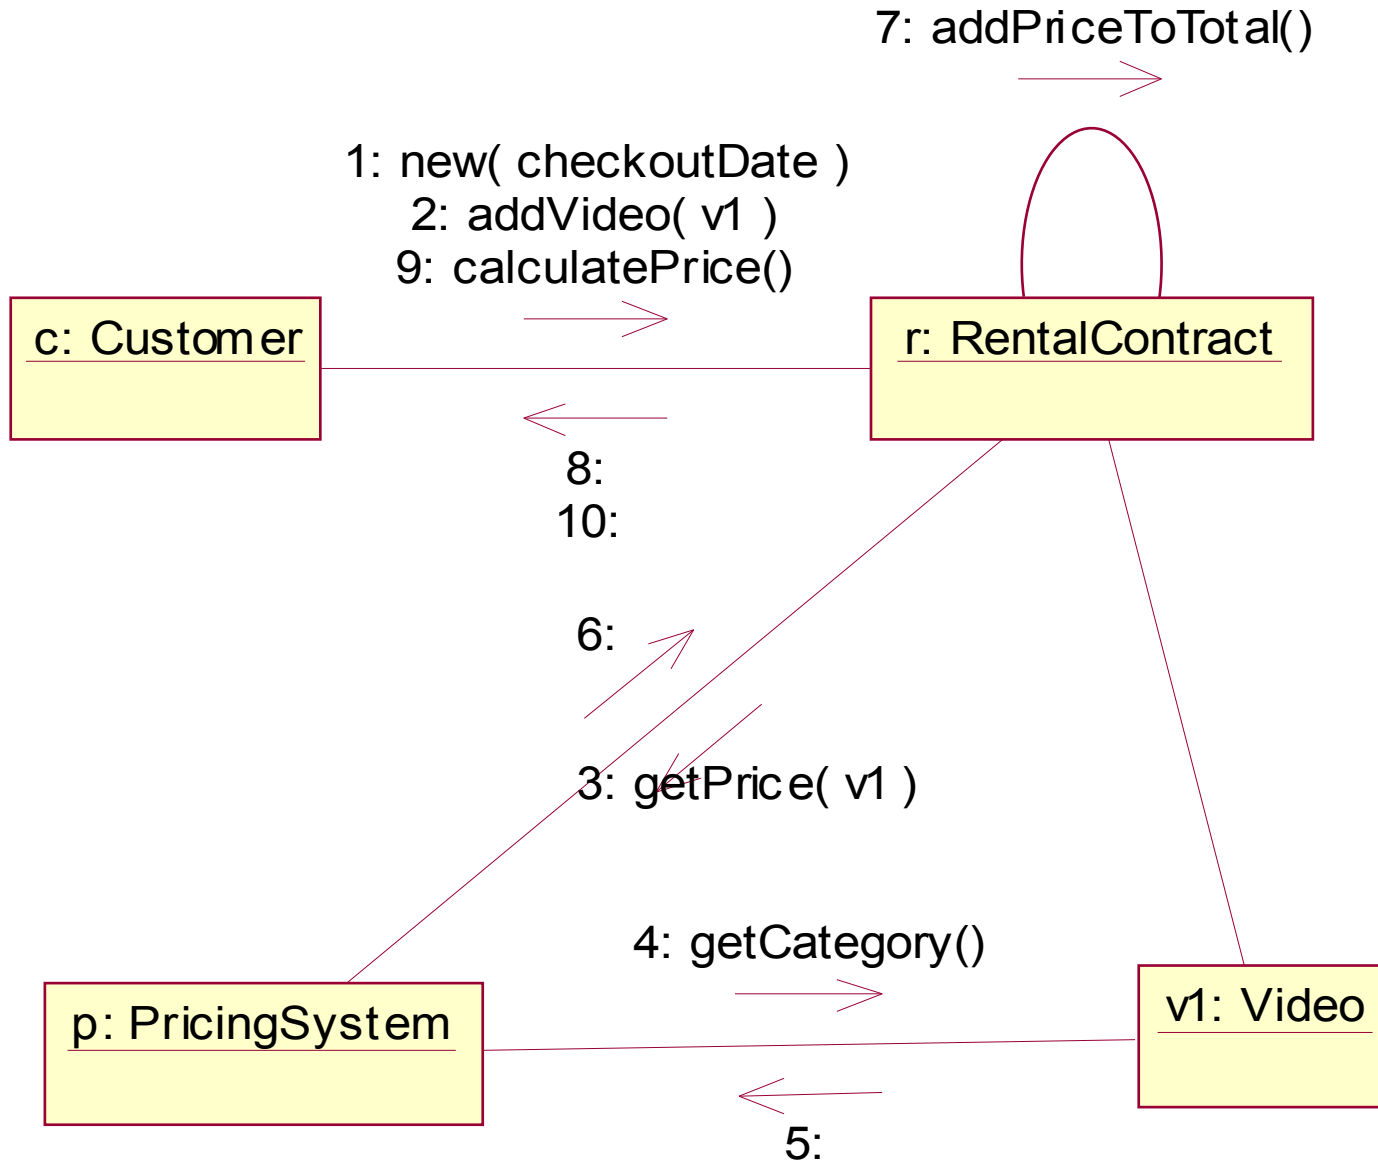 7: addPriceToTotal()
1: new( checkoutDate )
2: addVideo( v1 )
9: calculatePrice()
c: Customer
r: RentalContract
8:
10:
6:
3: getPrice( v1 )
4: getCategory()
p: PricingSystem
v1: Video
5: